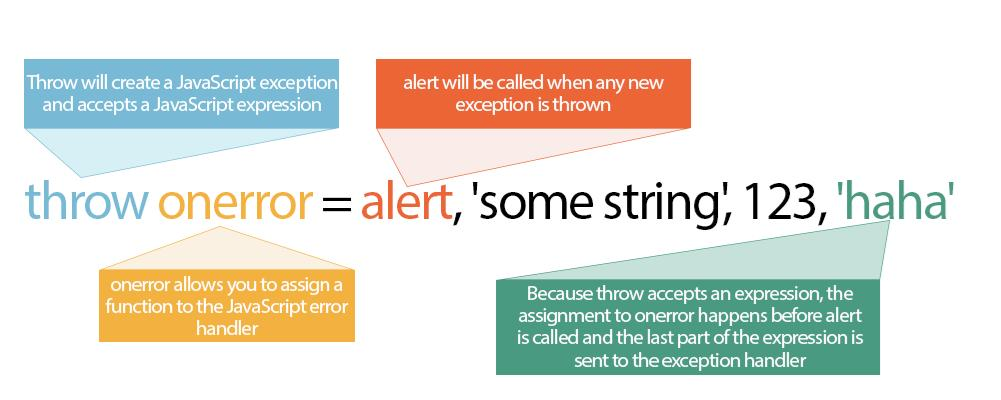 Throw will create a JavaScript exception
and accepts a JavaScript expression
alert will be called when any new
exception is thrown
throw onerror = alert, 'some string', 123, 'haha'
onerror allows you to assign a
function to the JavaScript error
handler
Because throw accepts an expression, the
assignment to onerror happens before alert
is called and the last part of the expression is
sent to the exception handler